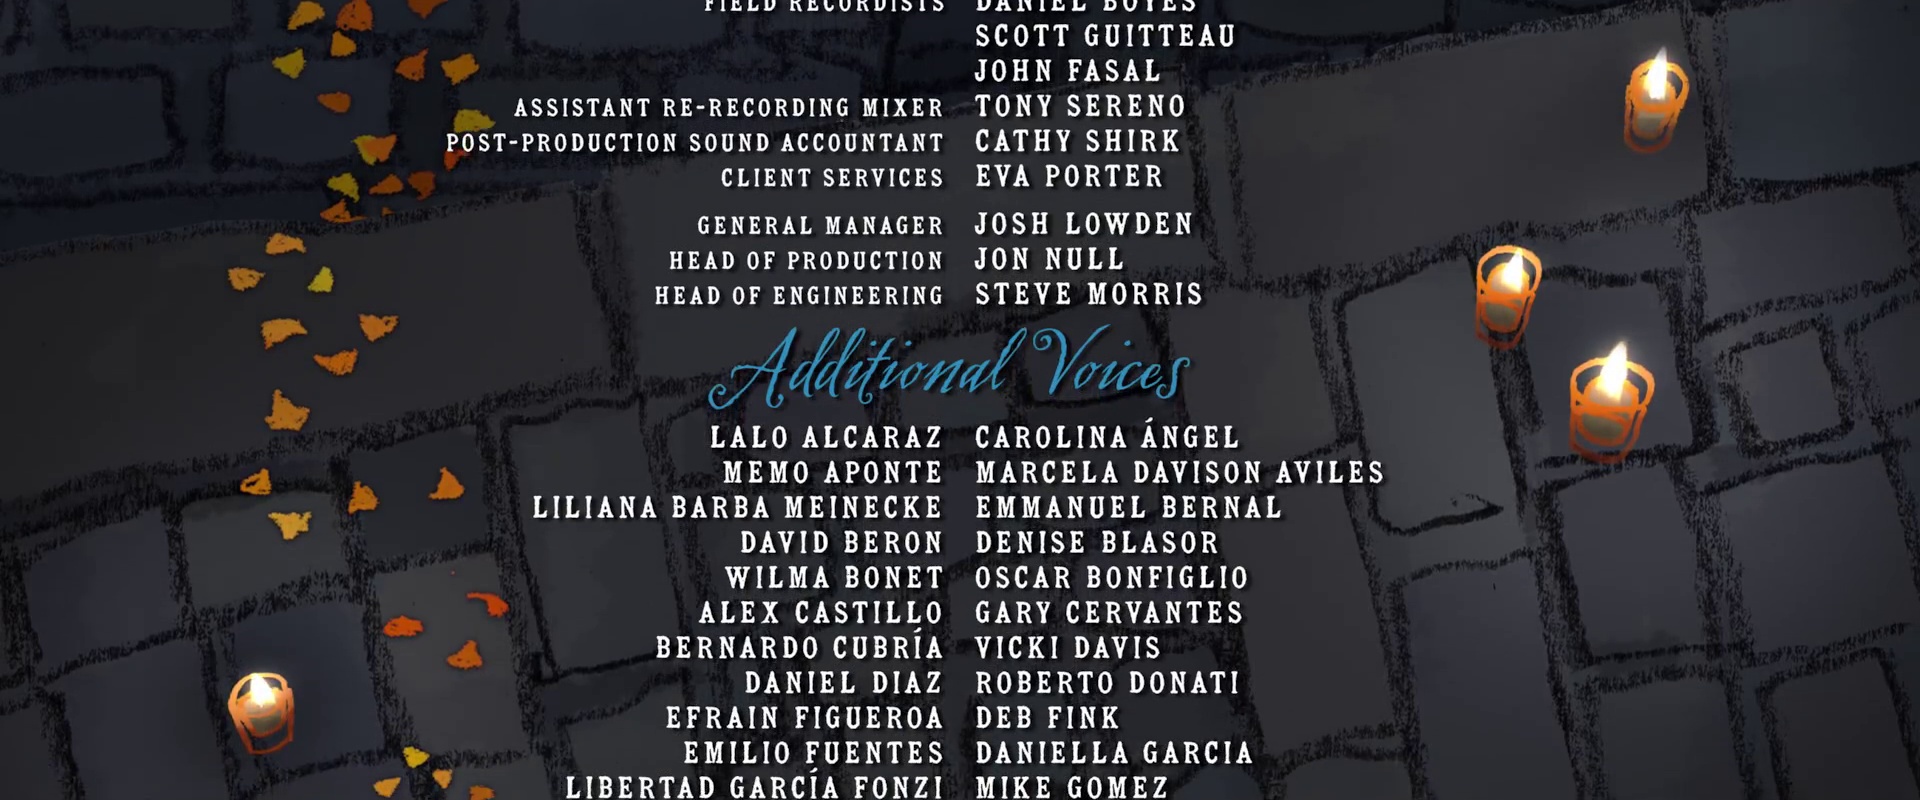 FIELD RECORDISTS DANIEL BOYES
SCOTT GUITTEAU
JOHN FASAL
ASSISTANT RE-RECORDING MIXER TONY SERENO
POST-PRODUCTION SOUND ACCOUNTANT CATHY SHIRK
CLIENT SERVICES EVA PORTER
GENERAL MANAGER JOSH LOWDEN
HEAD OF PRODUCTION JON NULL
HEAD OF ENGINEERING STEVE MORRIS
Additional Voices
LALO ALCARAZ CAROLINA ÁNGEL
MEMO APONTE MARCELA DAVISON AVILES
LILIANA BARBA MEINECKE EMMANUEL BERNAL
DAVID BERON DENISE BLASOR
WILMA BONET OSCAR BONFIGLIO
ALEX CASTILLO GARY CERVANTES
BERNARDO CUBRÍA VICKI DAVIS
DANIEL DIAZ ROBERTO DONATI
EFRAIN FIGUEROA DEB FINK
EMILIO FUENTES DANIELLA GARCIA
LIBERTAD GARCÍA FONZI MIKE GOMEZ